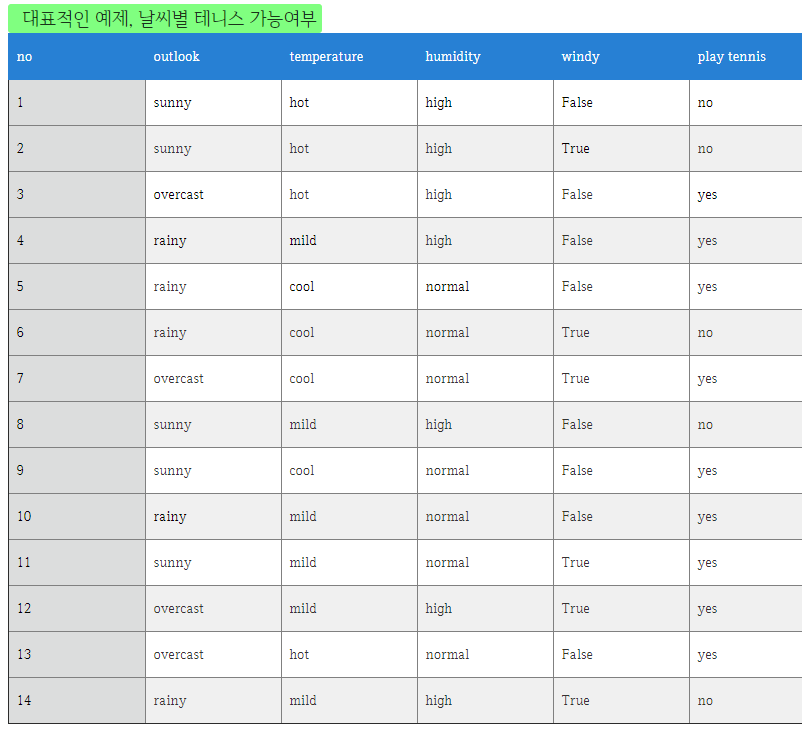 대표적인 예제, 날씨별 테니스 가능여부
no outlook temperature humidity windy play tennis
1 sunny hot high False no
2 sunny hot high True no
3 overcast hot high False yes
4 rainy mild high False yes
5 rainy cool normal False yes
6 rainy cool normal True no
7 overcast cool normal True yes
8 sunny mild high False no
9 sunny cool normal False yes
10 rainy mild normal False yes
11 sunny mild normal True yes
12 overcast mild high True yes
13 overcast hot normal False yes
14 rainy mild high True no